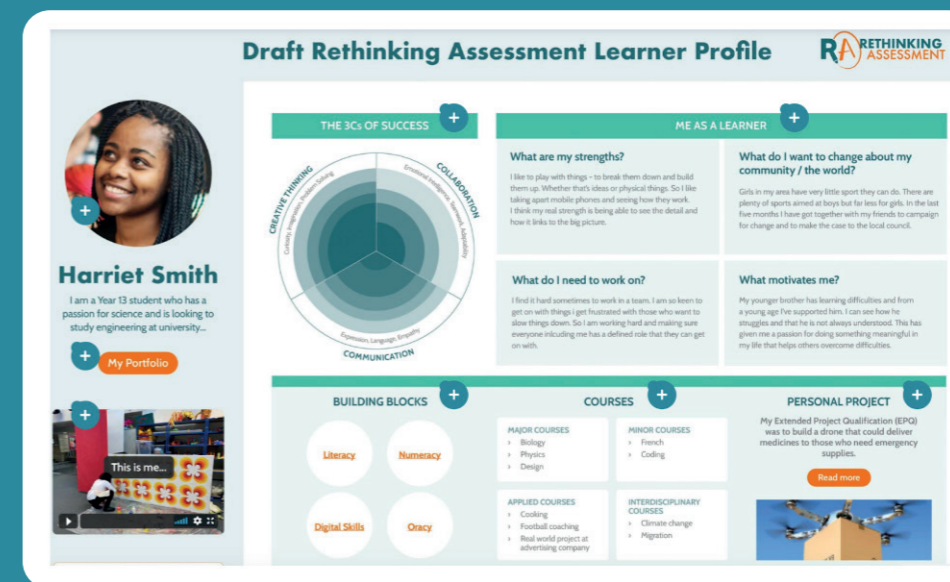 Draft Rethinking Assessment Learner Profile
RA RETHINKING
ASSESSMENT
Harriet Smith
I am a Year 13 student who has a
passion for science and is looking to
study engineering at university...
+ My Portfolio
This is me...
THE 3Cs OF SUCCESS +
CREATIVE THINKING
Curiosity, Imagination, Problem Solving
COLLABORATION
Emotional Intelligence, Teamwork, Adaptability
Expression, Language, Empathy
COMMUNICATION
ME AS A LEARNER +
What are my strengths?
I like to play with things – to break them down and build
them up. Whether that's ideas or physical things. So I like
taking apart mobile phones and seeing how they work.
I think my real strength is being able to see the detail and
how it links to the big picture.
What do I want to change about my
community / the world?
Girls in my area have very little sport they can do. There are
plenty of sports aimed at boys but far less for girls. In the last
five months I have got together with my friends to campaign
for change and to make the case to the local council.
What do I need to work on?
I find it hard sometimes to work in a team. I am so keen to
get on with things i get frustrated with those who want to
slow things down. So I am working hard and making sure
everyone inlcuding me has a defined role that they can get
on with.
What motivates me?
My younger brother has learning difficulties and from
a young age I've supported him. I can see how he
struggles and that he is not always understood. This has
given me a passion for doing something meaningful in
my life that helps others overcome difficulties.
BUILDING BLOCKS +
Literacy
Numeracy
Digital Skills
Oracy
COURSES +
MAJOR COURSES
› Biology
› Physics
› Design
MINOR COURSES
› French
› Coding
APPLIED COURSES
› Cooking
› Football coaching
› Real world project at
advertising company
INTERDISCIPLINARY
COURSES
› Climate change
› Migration
PERSONAL PROJECT +
My Extended Project Qualification (EPQ)
was to build a drone that could deliver
medicines to those who need emergency
supplies.
Read more